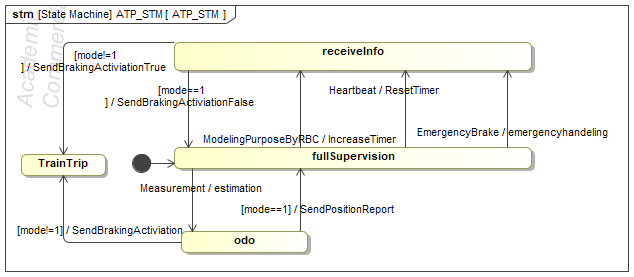 stm [State Machine] ATP_STM [ ATP_STM ]
Academic
Commer
receiveInfo
[mode!=1
] / SendBrakingActiviationTrue
[mode==1
] / SendBrakingActiviationFalse
Heartbeat / ResetTimer
ModelingPurposeByRBC / IncreaseTimer
EmergencyBrake / emergencyhandeling
TrainTrip
fullSupervision
Measurement / estimation
[mode==1] / SendPositionReport
[mode!=1] / SendBrakingActiviation
odo